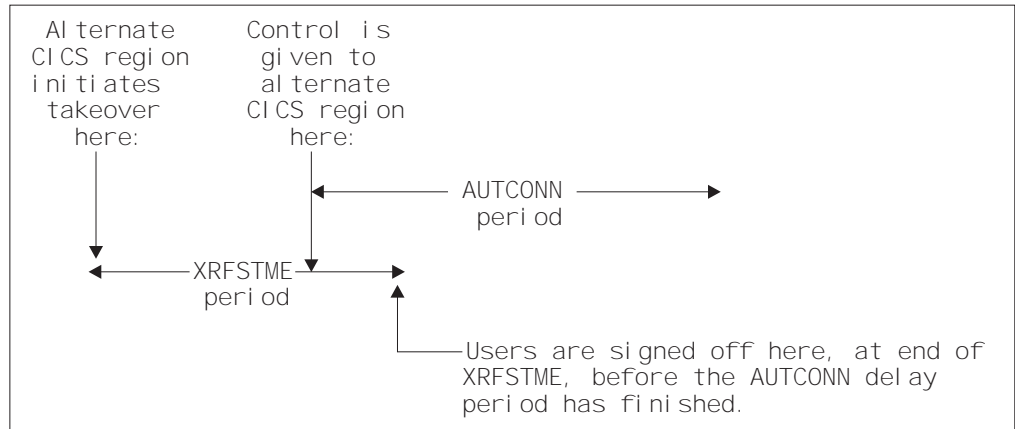 Alternate
CICS region
initiates
takeover
here:
Control is
given to
alternate
CICS region
here:
AUTCONN
period
XRFSTME
period
Users are signed off here, at end of
XRFSTME, before the AUTCONN delay
period has finished.